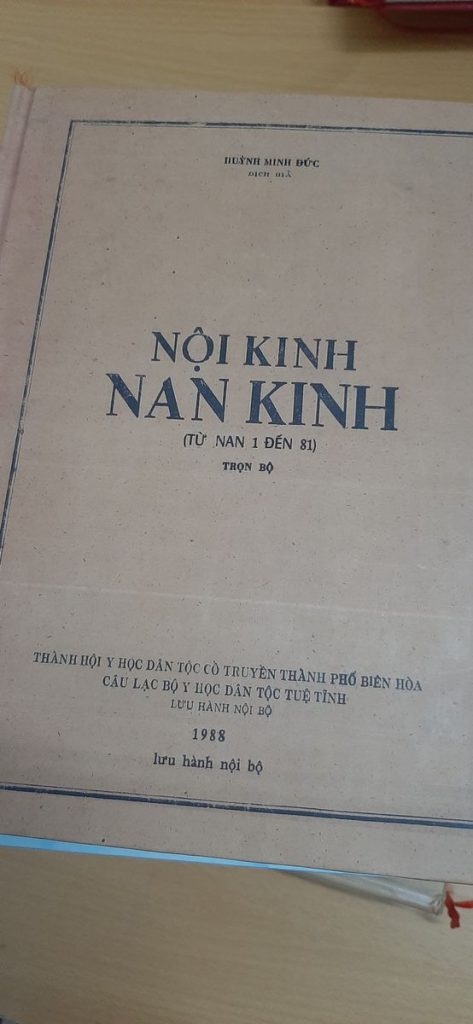 HUỲNH MINH ĐỨC
DỊCH GIẢ
NỘI KINH
NAN KINH
(TỪ NAN 1 ĐẾN 81)
TRỌN BỘ
THÀNH HỘI Y HỌC DÂN TỘC CỔ TRUYỀN THÀNH PHỐ BIÊN HÒA
CÂU LẠC BỘ Y HỌC DÂN TỘC TUỆ TĨNH
LƯU HÀNH NỘI BỘ
1988
lưu hành nội bộ